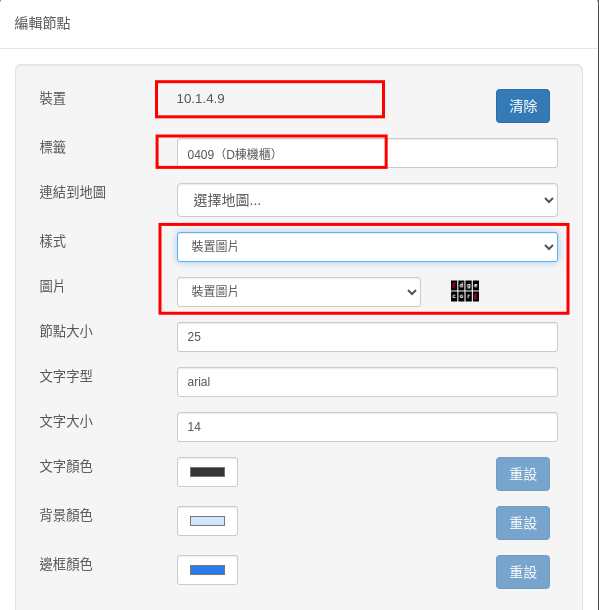 編輯節點
裝置
10.1.4.9
清除
標籤
0409（D棟機櫃）
連結到地圖
選擇地圖...
樣式
裝置圖片
圖片
裝置圖片
Edge
corE
節點大小
25
文字字型
arial
文字大小
14
文字顏色
重設
背景顏色
重設
邊框顏色
重設